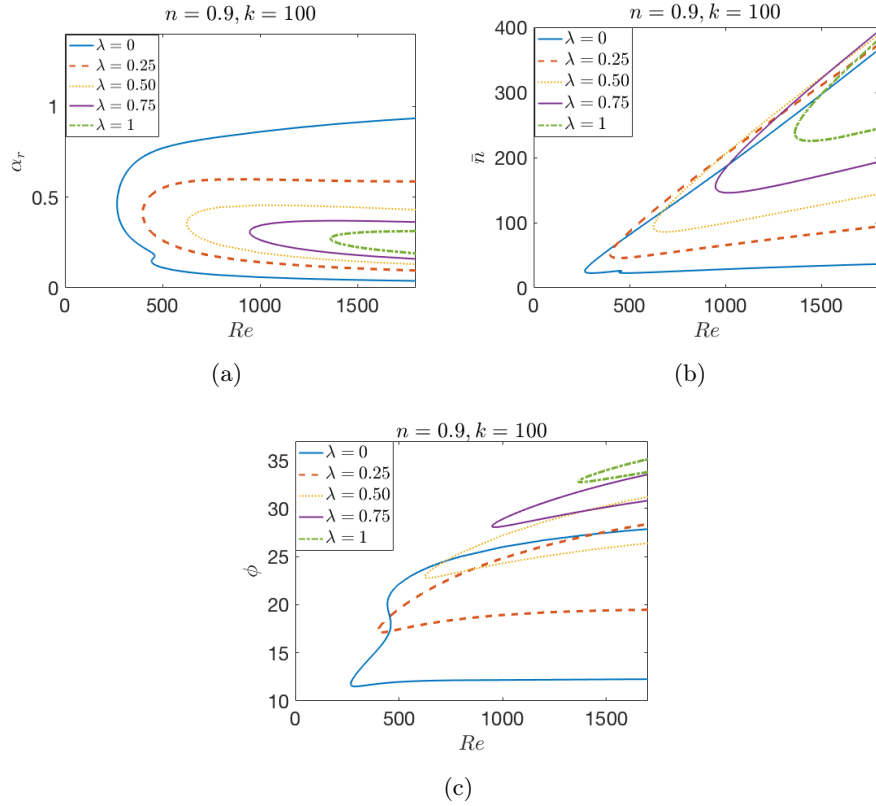 n = 0.9, k = 100
λ = 0
λ = 0.25
λ = 0.50
λ = 0.75
λ = 1
1
0.5
0
α_r
0
500
1000
1500
Re
(a)
n = 0.9, k = 100
λ = 0
λ = 0.25
λ = 0.50
λ = 0.75
λ = 1
400
300
200
100
0
n̄
0
500
1000
1500
Re
(b)
n = 0.9, k = 100
λ = 0
λ = 0.25
λ = 0.50
λ = 0.75
λ = 1
35
30
25
20
15
10
ϕ
0
500
1000
1500
Re
(c)